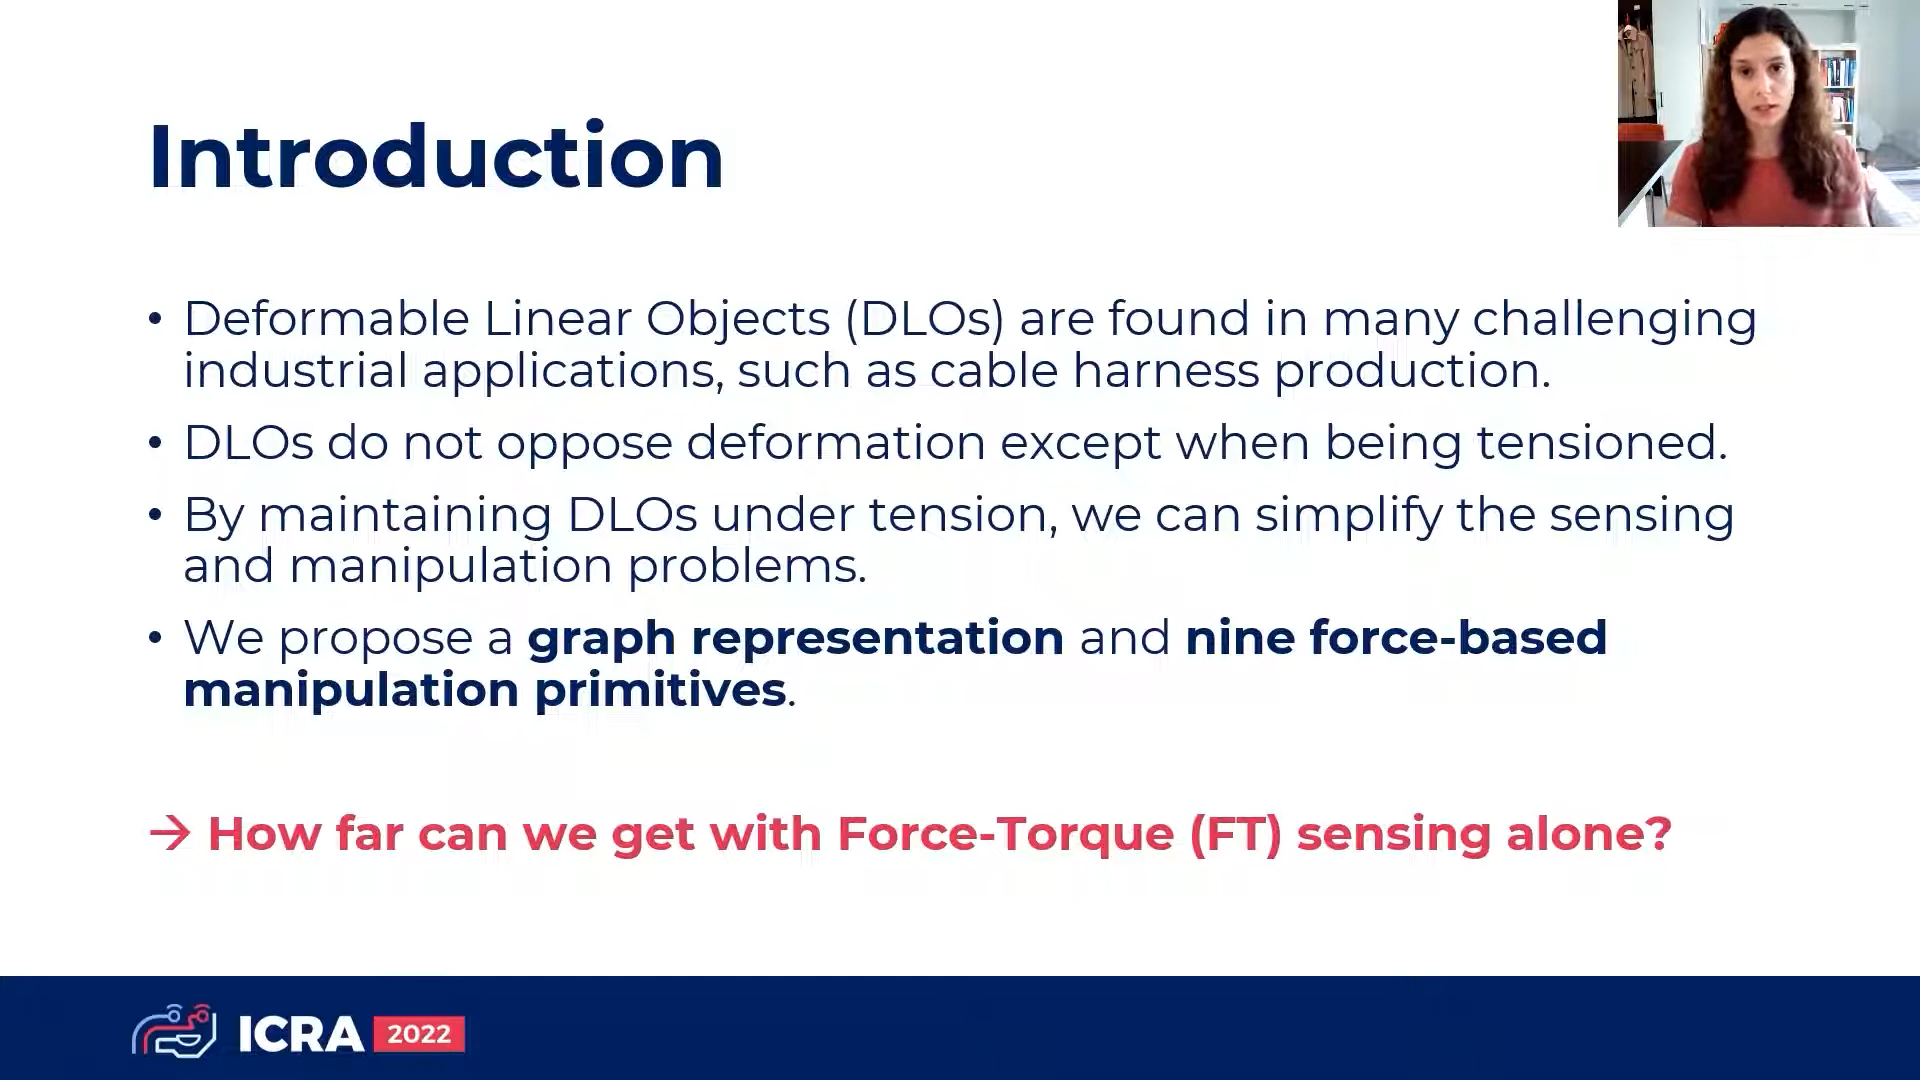 Introduction
• Deformable Linear Objects (DLOs) are found in many challenging
industrial applications, such as cable harness production.
• DLOs do not oppose deformation except when being tensioned.
• By maintaining DLOs under tension, we can simplify the sensing
and manipulation problems.
• We propose a graph representation and nine force-based
manipulation primitives.
→ How far can we get with Force-Torque (FT) sensing alone?
ICRA 2022